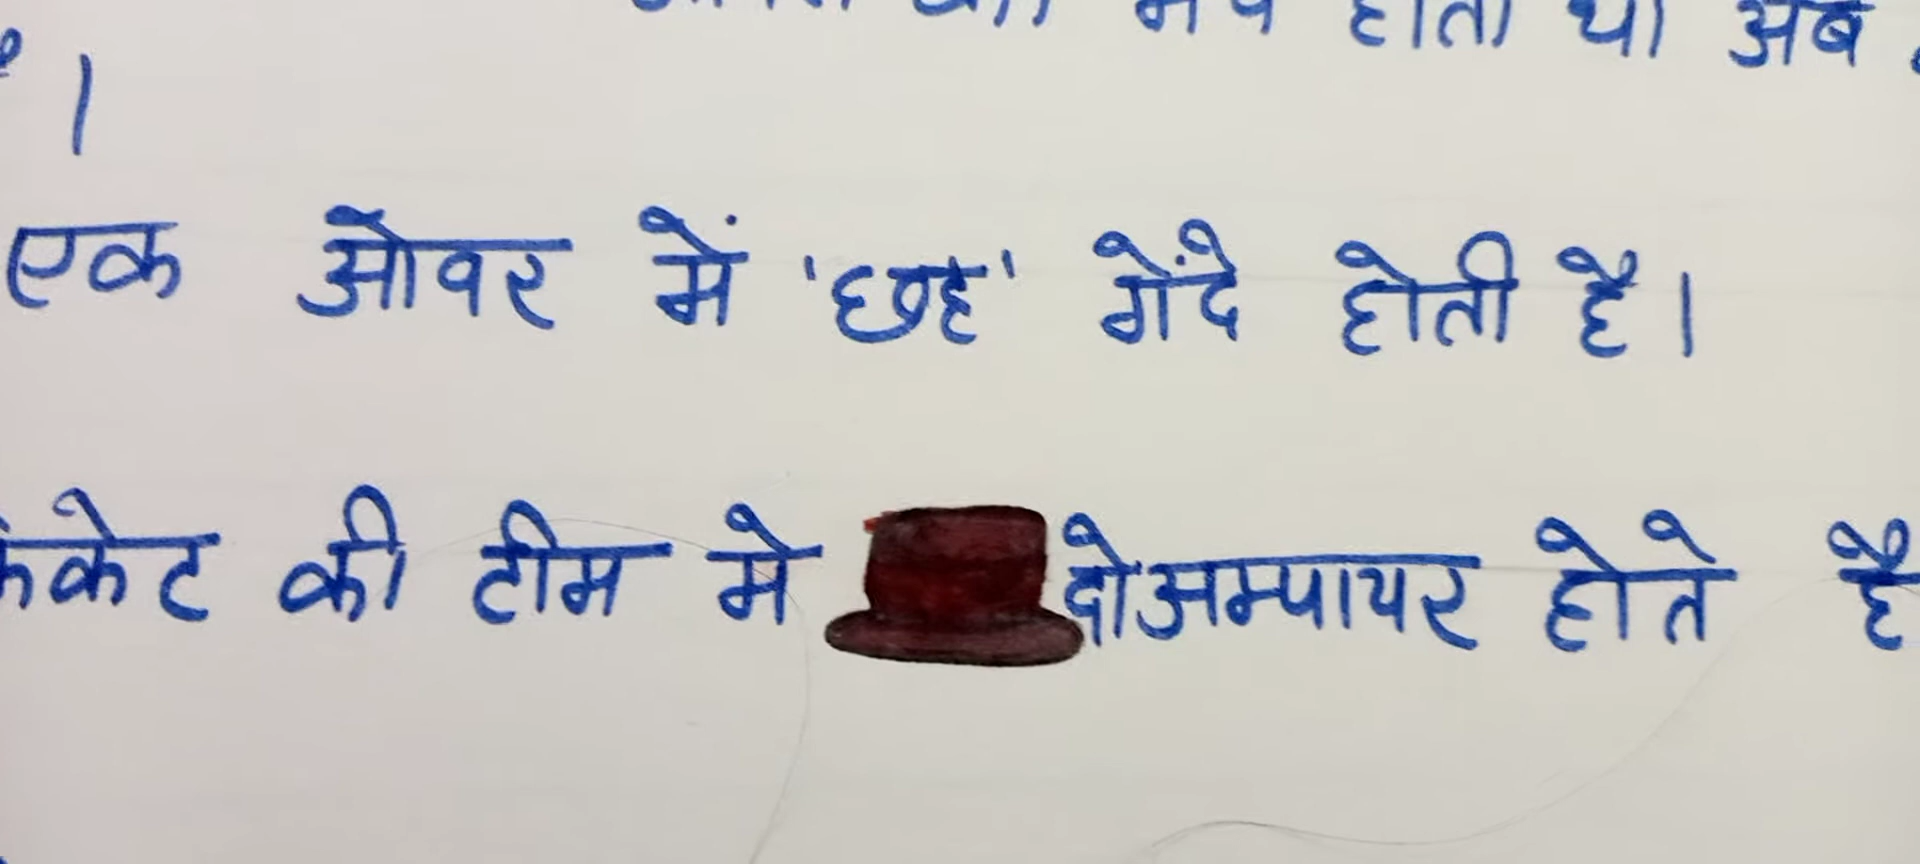 होता था अब
।
एक ओवर में 'छह' गेंदे होती है।
की टीम मे दो अम्पायर होते है